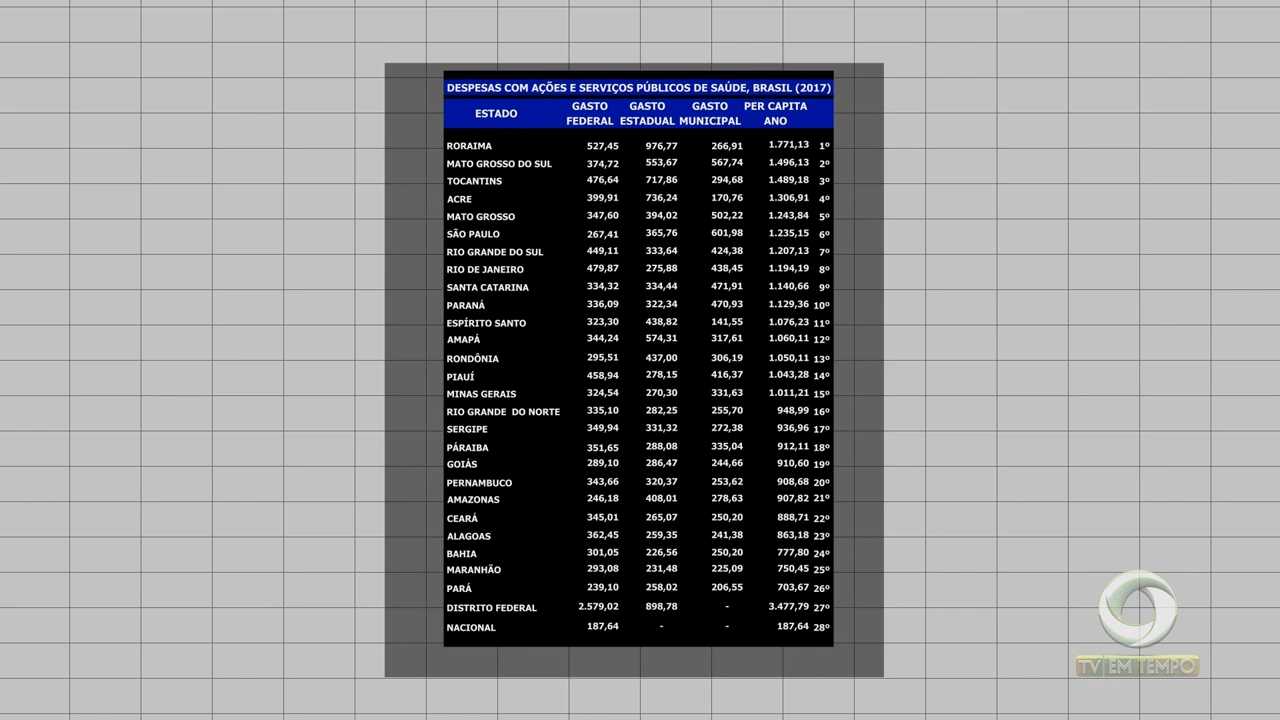 DESPESAS COM AÇÕES E SERVIÇOS PÚBLICOS DE SAÚDE, BRASIL (2017)
ESTADO GASTO FEDERAL GASTO ESTADUAL GASTO MUNICIPAL PER CAPITA ANO
RORAIMA 527,45 976,77 266,91 1.771,13 1º
MATO GROSSO DO SUL 374,72 553,67 567,74 1.496,13 2º
TOCANTINS 476,64 717,86 294,68 1.489,18 3º
ACRE 399,91 736,24 170,76 1.306,91 4º
MATO GROSSO 347,60 394,02 502,22 1.243,84 5º
SÃO PAULO 267,41 365,76 601,98 1.235,15 6º
RIO GRANDE DO SUL 449,11 333,64 424,38 1.207,13 7º
RIO DE JANEIRO 479,87 275,88 438,45 1.194,19 8º
SANTA CATARINA 334,32 334,44 471,91 1.140,66 9º
PARANÁ 336,09 322,34 470,93 1.129,36 10º
ESPÍRITO SANTO 323,30 438,82 141,55 1.076,23 11º
AMAPÁ 344,24 574,31 317,61 1.060,11 12º
RONDÔNIA 295,51 437,00 306,19 1.050,11 13º
PIAUÍ 458,94 278,15 416,37 1.043,28 14º
MINAS GERAIS 324,54 270,30 331,63 1.011,21 15º
RIO GRANDE DO NORTE 335,10 282,25 255,70 948,99 16º
SERGIPE 349,94 331,32 272,38 936,96 17º
PÁRAIBA 351,65 288,08 335,04 912,11 18º
GOIÁS 289,10 286,47 244,66 910,60 19º
PERNAMBUCO 343,66 320,37 253,62 908,68 20º
AMAZONAS 246,18 408,01 278,63 907,82 21º
CEARÁ 345,01 265,07 250,20 888,71 22º
ALAGOAS 362,45 259,35 241,38 863,18 23º
BAHIA 301,05 226,56 250,20 777,80 24º
MARANHÃO 293,08 231,48 225,09 750,45 25º
PARÁ 239,10 258,02 206,55 703,67 26º
DISTRITO FEDERAL 2.579,02 898,78 - 3.477,79 27º
NACIONAL 187,64 - - 187,64 28º
TV EM TEMPO